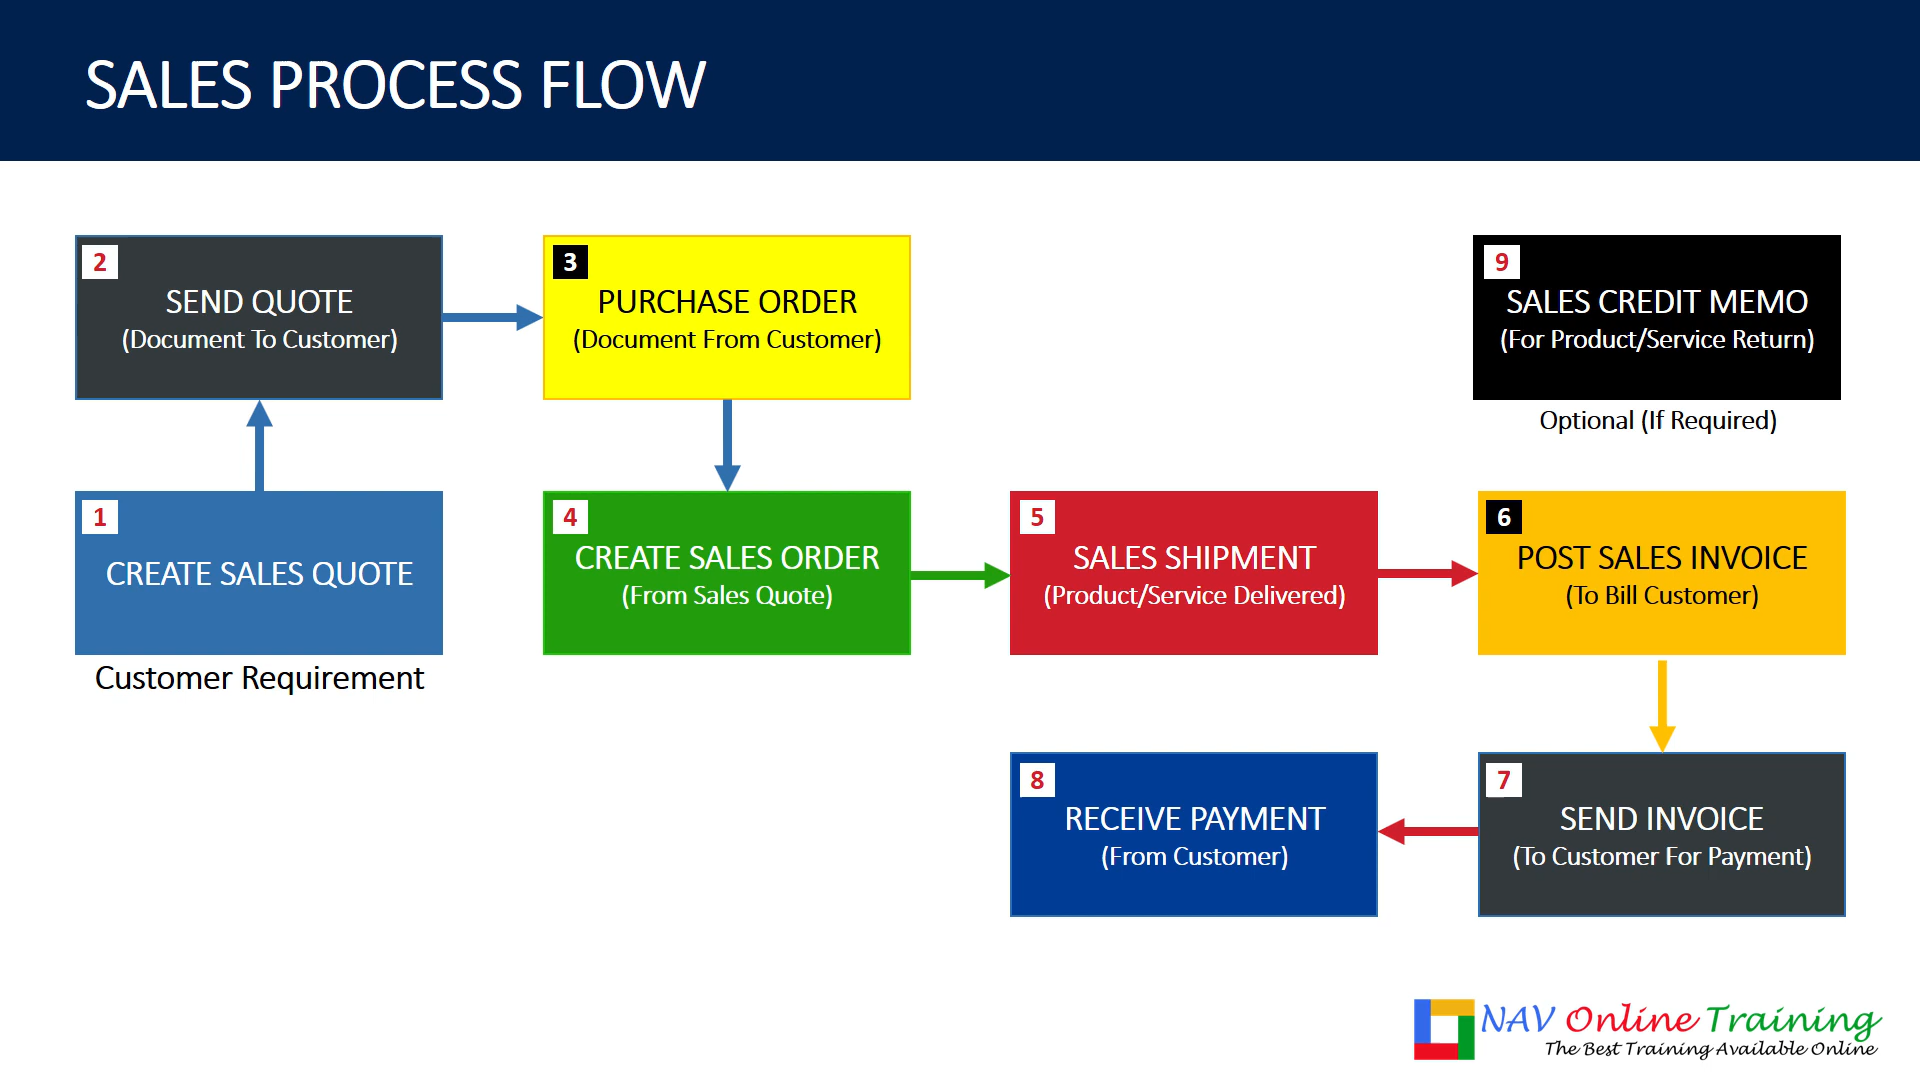 SALES PROCESS FLOW
2
SEND QUOTE
(Document To Customer)
3
PURCHASE ORDER
(Document From Customer)
9
SALES CREDIT MEMO
(For Product/Service Return)
Optional (If Required)
1
CREATE SALES QUOTE
Customer Requirement
4
CREATE SALES ORDER
(From Sales Quote)
5
SALES SHIPMENT
(Product/Service Delivered)
6
POST SALES INVOICE
(To Bill Customer)
8
RECEIVE PAYMENT
(From Customer)
7
SEND INVOICE
(To Customer For Payment)
NAV Online Training
The Best Training Available Online